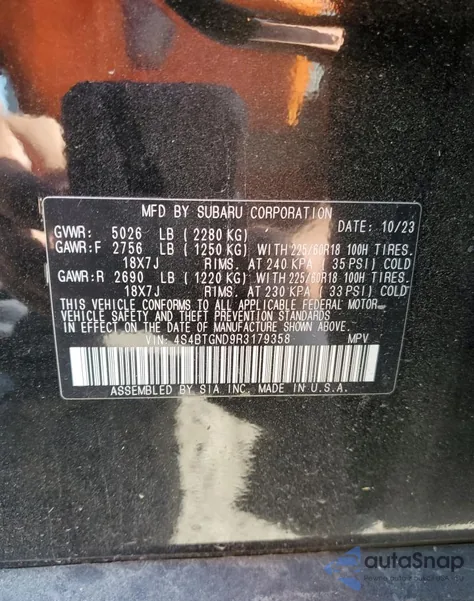 MFD BY SUBARU CORPORATION
GVWR: 5026 LB (2280 KG) DATE: 10/23
GAWR:F 2756 LB (1250 KG) WITH 225/60R18 100H TIRES.
18X7J RIMS. AT 240 KPA (35 PSI) COLD
GAWR:R 2690 LB (1220 KG) WITH 225/60R18 100H TIRES.
18X7J RIMS. AT 230 KPA (33 PSI) COLD
THIS VEHICLE CONFORMS TO ALL APPLICABLE FEDERAL MOTOR
VEHICLE SAFETY AND THEFT PREVENTION STANDARDS
IN EFFECT ON THE DATE OF MANUFACTURE SHOWN ABOVE.
VIN: 4S4BTGND9R3179358 MPV
ASSEMBLED BY SIA INC. MADE IN U.S.A.
autoSnap